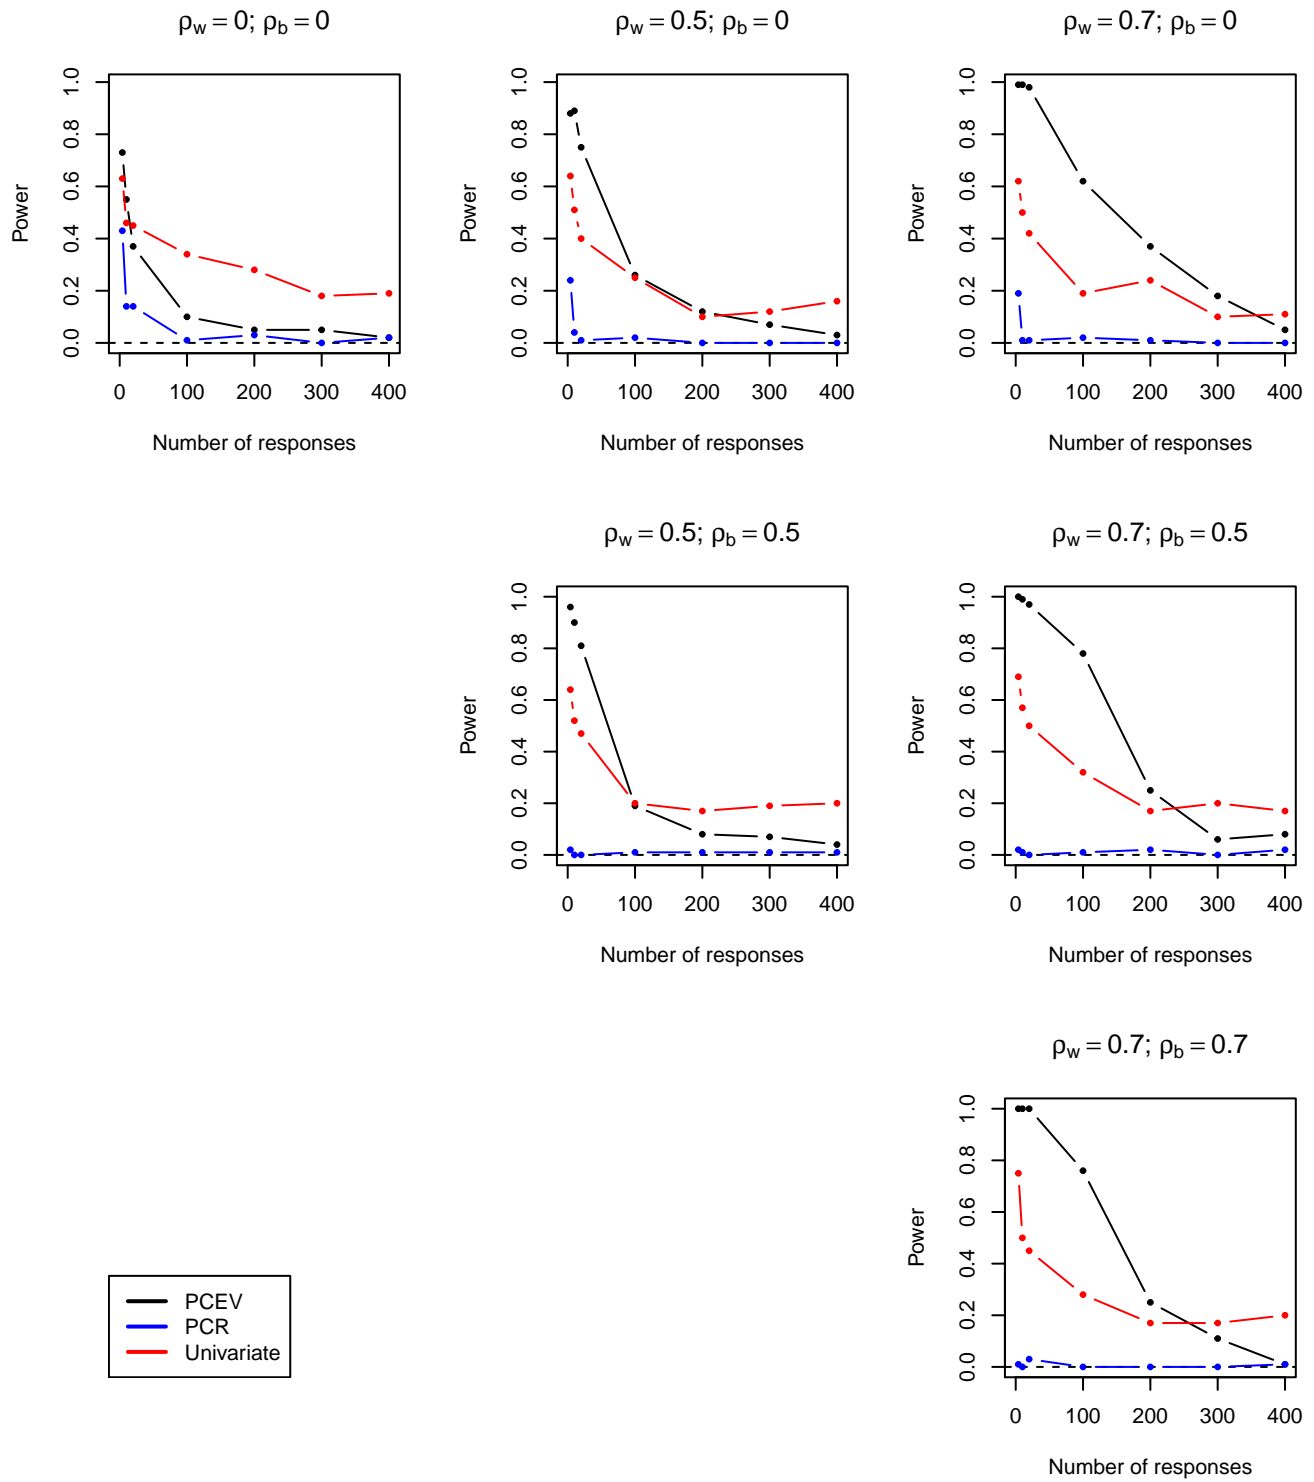 ρw = 0; ρb = 0
Power
0.0 0.2 0.4 0.6 0.8 1.0
0 100 200 300 400
Number of responses
ρw = 0.5; ρb = 0
Power
0.0 0.2 0.4 0.6 0.8 1.0
0 100 200 300 400
Number of responses
ρw = 0.7; ρb = 0
Power
0.0 0.2 0.4 0.6 0.8 1.0
0 100 200 300 400
Number of responses
ρw = 0.5; ρb = 0.5
Power
0.0 0.2 0.4 0.6 0.8 1.0
0 100 200 300 400
Number of responses
ρw = 0.7; ρb = 0.5
Power
0.0 0.2 0.4 0.6 0.8 1.0
0 100 200 300 400
Number of responses
ρw = 0.7; ρb = 0.7
Power
0.0 0.2 0.4 0.6 0.8 1.0
0 100 200 300 400
Number of responses
PCEV
PCR
Univariate